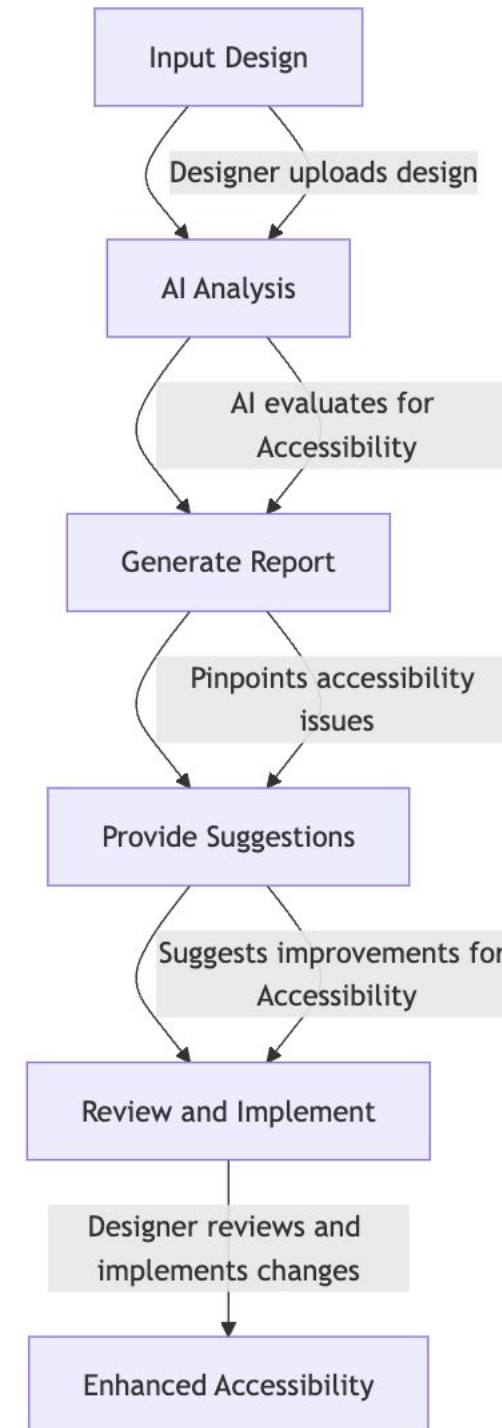 Input Design
Designer uploads design
AI Analysis
AI evaluates for
Accessibility
Generate Report
Pinpoints accessibility
issues
Provide Suggestions
Suggests improvements for
Accessibility
Review and Implement
Designer reviews and
implements changes
Enhanced Accessibility